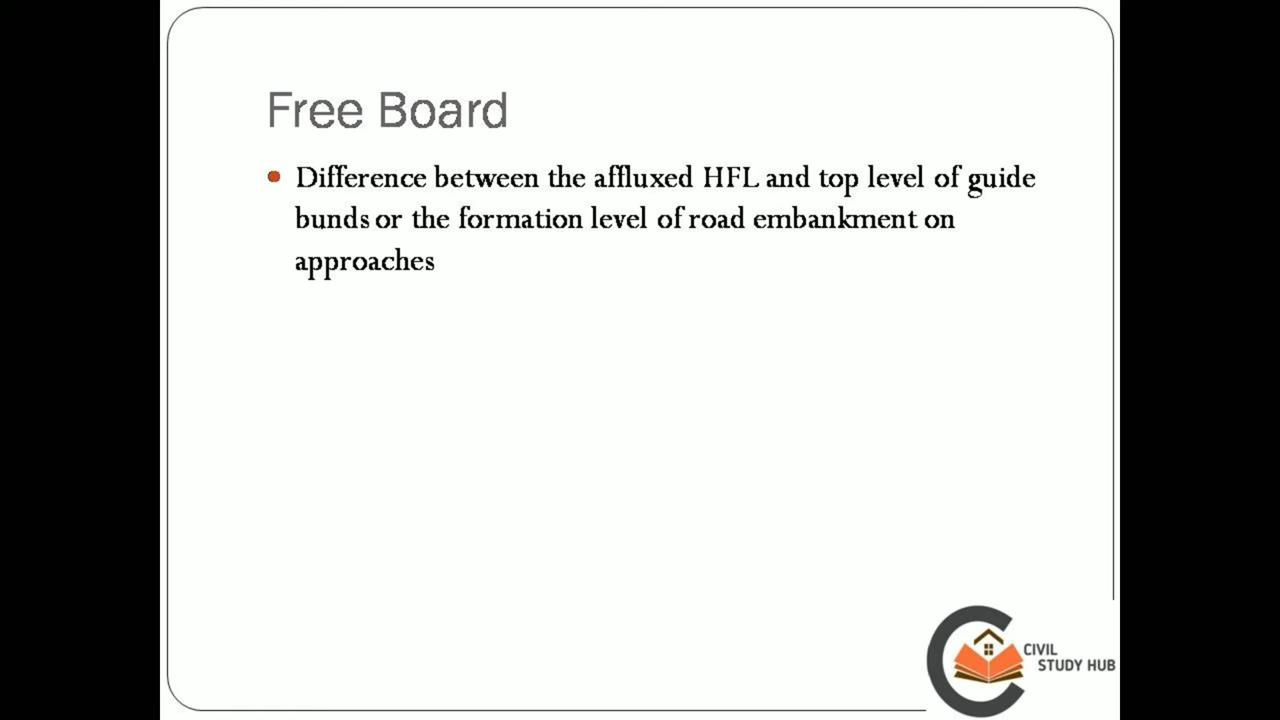 Free Board
Difference between the affluxed HFL and top level of guide
bunds or the formation level of road embankment on
approaches
CIVIL
STUDY HUB